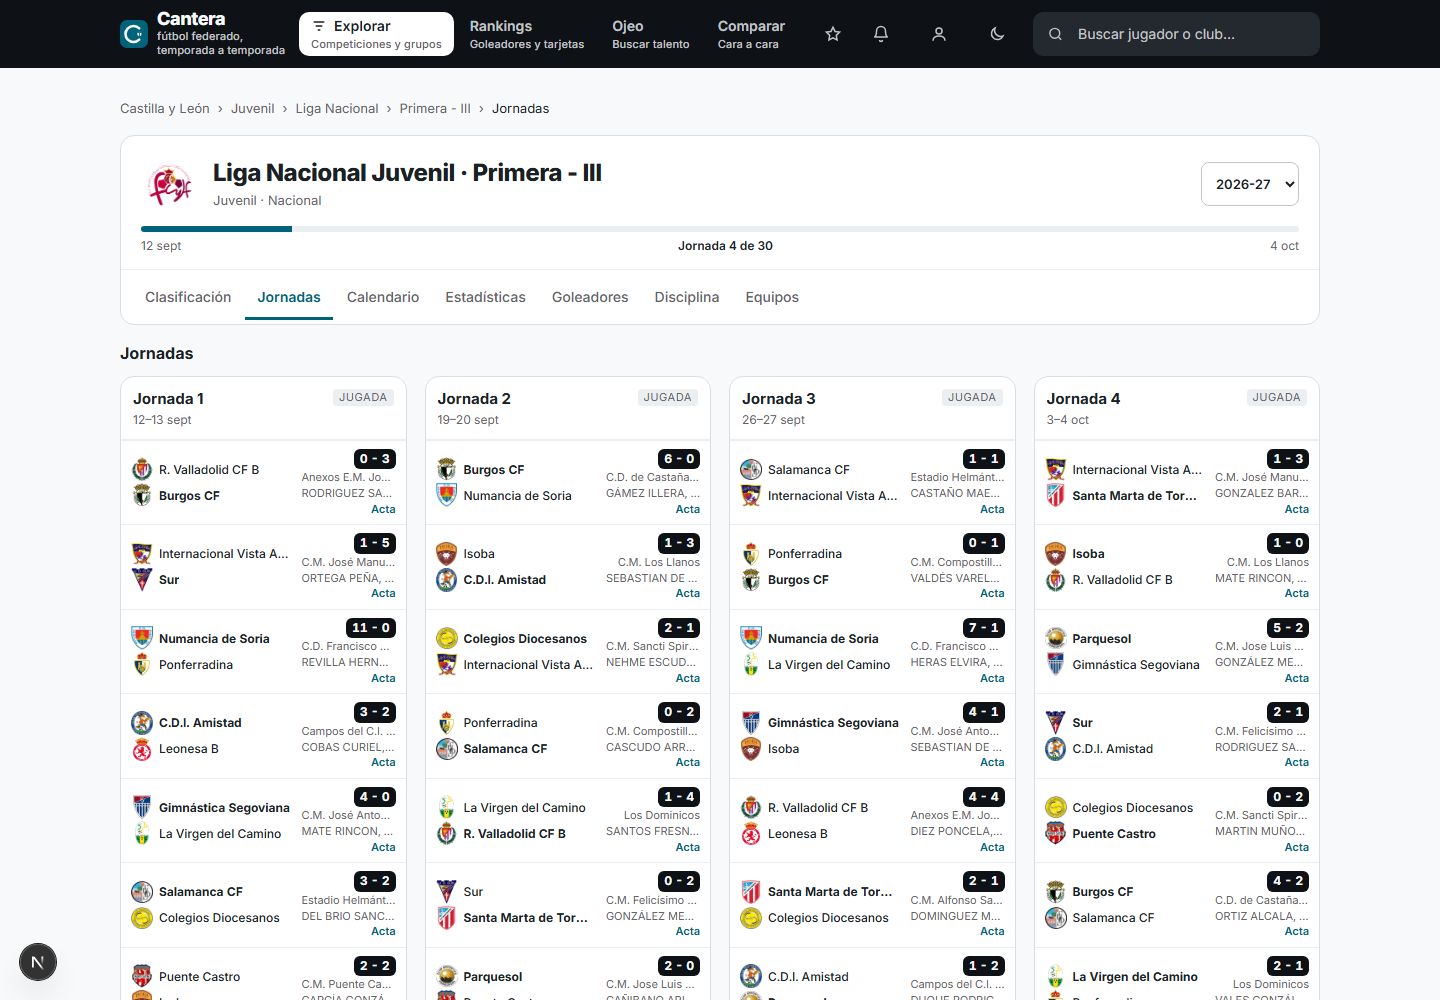 Cantera
fútbol federado,
temporada a temporada
Explorar
Competiciones y grupos
Rankings
Goleadores y tarjetas
Ojeo
Buscar talento
Comparar
Cara a cara
Buscar jugador o club...
Castilla y León › Juvenil › Liga Nacional › Primera - III › Jornadas
Liga Nacional Juvenil · Primera - III
Juvenil · Nacional
2026-27
12 sept
Jornada 4 de 30
4 oct
Clasificación
Jornadas
Calendario
Estadísticas
Goleadores
Disciplina
Equipos
Jornadas
Jornada 1
JUGADA
12–13 sept
R. Valladolid CF B
Burgos CF
0 - 3
Anexos E.M. Jo...
RODRIGUEZ SA...
Acta
Internacional Vista A...
Sur
1 - 5
C.M. José Manu...
ORTEGA PEÑA, ...
Acta
Numancia de Soria
Ponferradina
11 - 0
C.D. Francisco ...
REVILLA HERN...
Acta
C.D.I. Amistad
Leonesa B
3 - 2
Campos del C.I. ...
COBAS CURIEL,...
Acta
Gimnástica Segoviana
La Virgen del Camino
4 - 0
C.M. José Anto...
MATE RINCON, ...
Acta
Salamanca CF
Colegios Diocesanos
3 - 2
Estadio Helmánt...
DEL BRIO SANC...
Acta
Puente Castro
2 - 2
C.M. Puente Ca...
Jornada 2
JUGADA
19–20 sept
Burgos CF
Numancia de Soria
6 - 0
C.D. de Castaña...
GÁMEZ ILLERA, ...
Acta
Isoba
C.D.I. Amistad
1 - 3
C.M. Los Llanos
SEBASTIAN DE ...
Acta
Colegios Diocesanos
Internacional Vista A...
2 - 1
C.M. Sancti Spir...
NEHME ESCUD...
Acta
Ponferradina
Salamanca CF
0 - 2
C.M. Compostill...
CASCUDO ARR...
Acta
La Virgen del Camino
R. Valladolid CF B
1 - 4
Los Dominicos
SANTOS FRESN...
Acta
Sur
Santa Marta de Tor...
0 - 2
C.M. Felicísimo ...
GONZÁLEZ ME...
Acta
Parquesol
2 - 0
C.M. Jose Luis ...
Jornada 3
JUGADA
26–27 sept
Salamanca CF
Internacional Vista A...
1 - 1
Estadio Helmánt...
CASTAÑO MAE...
Acta
Ponferradina
Burgos CF
0 - 1
C.M. Compostill...
VALDÉS VAREL...
Acta
Numancia de Soria
La Virgen del Camino
7 - 1
C.D. Francisco ...
HERAS ELVIRA, ...
Acta
Gimnástica Segoviana
Isoba
4 - 1
C.M. José Anto...
SEBASTIAN DE ...
Acta
R. Valladolid CF B
Leonesa B
4 - 4
Anexos E.M. Jo...
DIEZ PONCELA,...
Acta
Santa Marta de Tor...
Colegios Diocesanos
2 - 1
C.M. Alfonso Sa...
DOMINGUEZ M...
Acta
C.D.I. Amistad
1 - 2
Campos del C.I. ...
Jornada 4
JUGADA
3–4 oct
Internacional Vista A...
Santa Marta de Tor...
1 - 3
C.M. José Manu...
GONZALEZ BAR...
Acta
Isoba
R. Valladolid CF B
1 - 0
C.M. Los Llanos
MATE RINCON, ...
Acta
Parquesol
Gimnástica Segoviana
5 - 2
C.M. Jose Luis ...
GONZÁLEZ ME...
Acta
Sur
C.D.I. Amistad
2 - 1
C.M. Felicísimo ...
RODRIGUEZ SA...
Acta
Colegios Diocesanos
Puente Castro
0 - 2
C.M. Sancti Spir...
MARTIN MUÑO...
Acta
Burgos CF
Salamanca CF
4 - 2
C.D. de Castaña...
ORTIZ ALCALA, ...
Acta
La Virgen del Camino
2 - 1
Los Dominicos